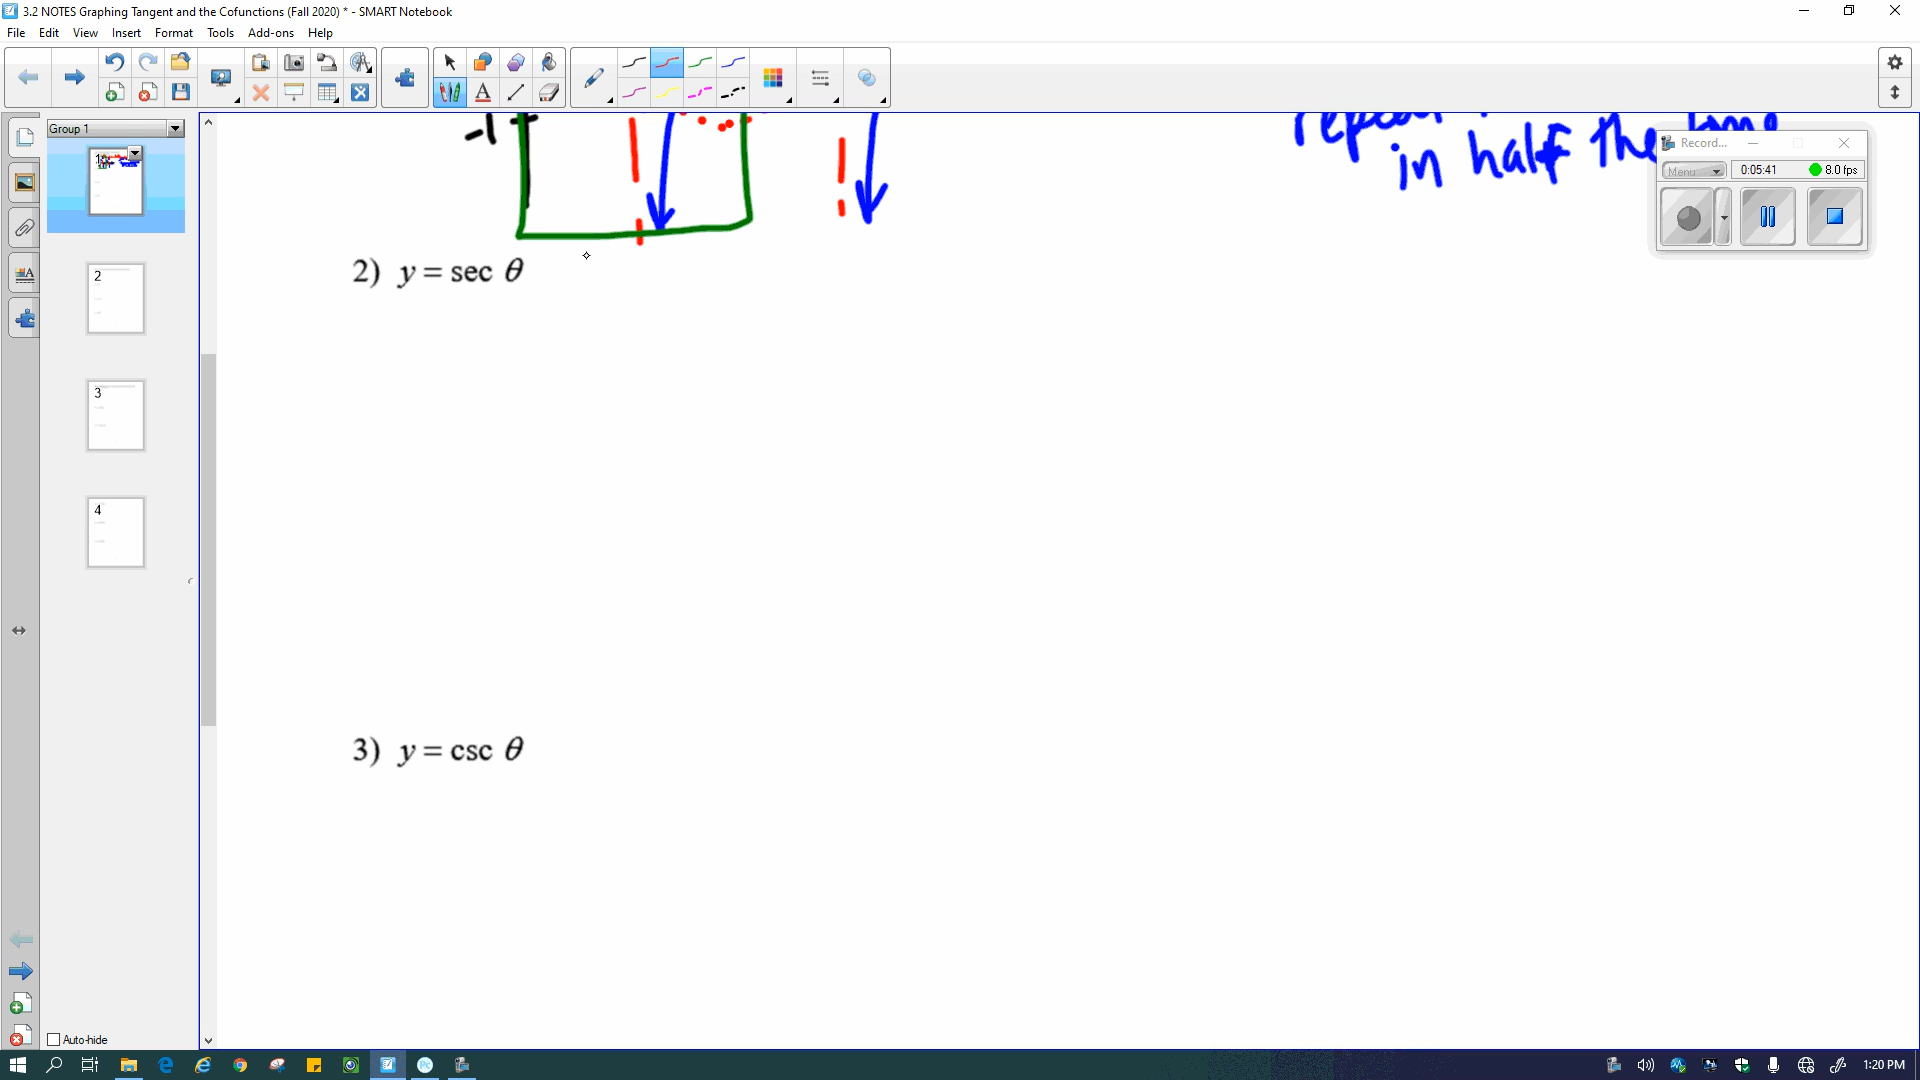 3.2 NOTES Graphing Tangent and the Cofunctions (Fall 2020) * - SMART Notebook
File Edit View Insert Format Tools Add-ons Help
Group 1
1
2
3
4
-1
in half the
Record...
Menu
0:05:41
8.0 fps
2) y = sec θ
3) y = csc θ
Auto-hide
1:20 PM